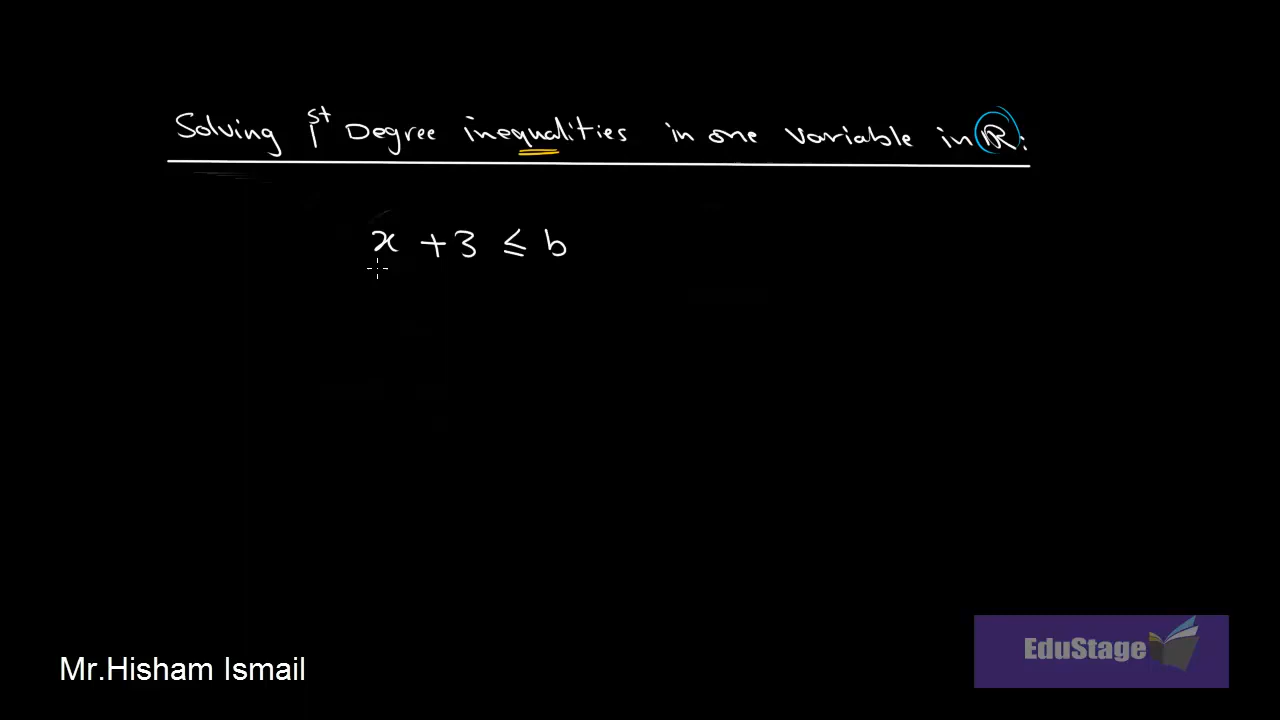 Solving 1st Degree inequalities in one variable in ℝ:
x + 3 ≤ b
EduStage
Mr.Hisham Ismail